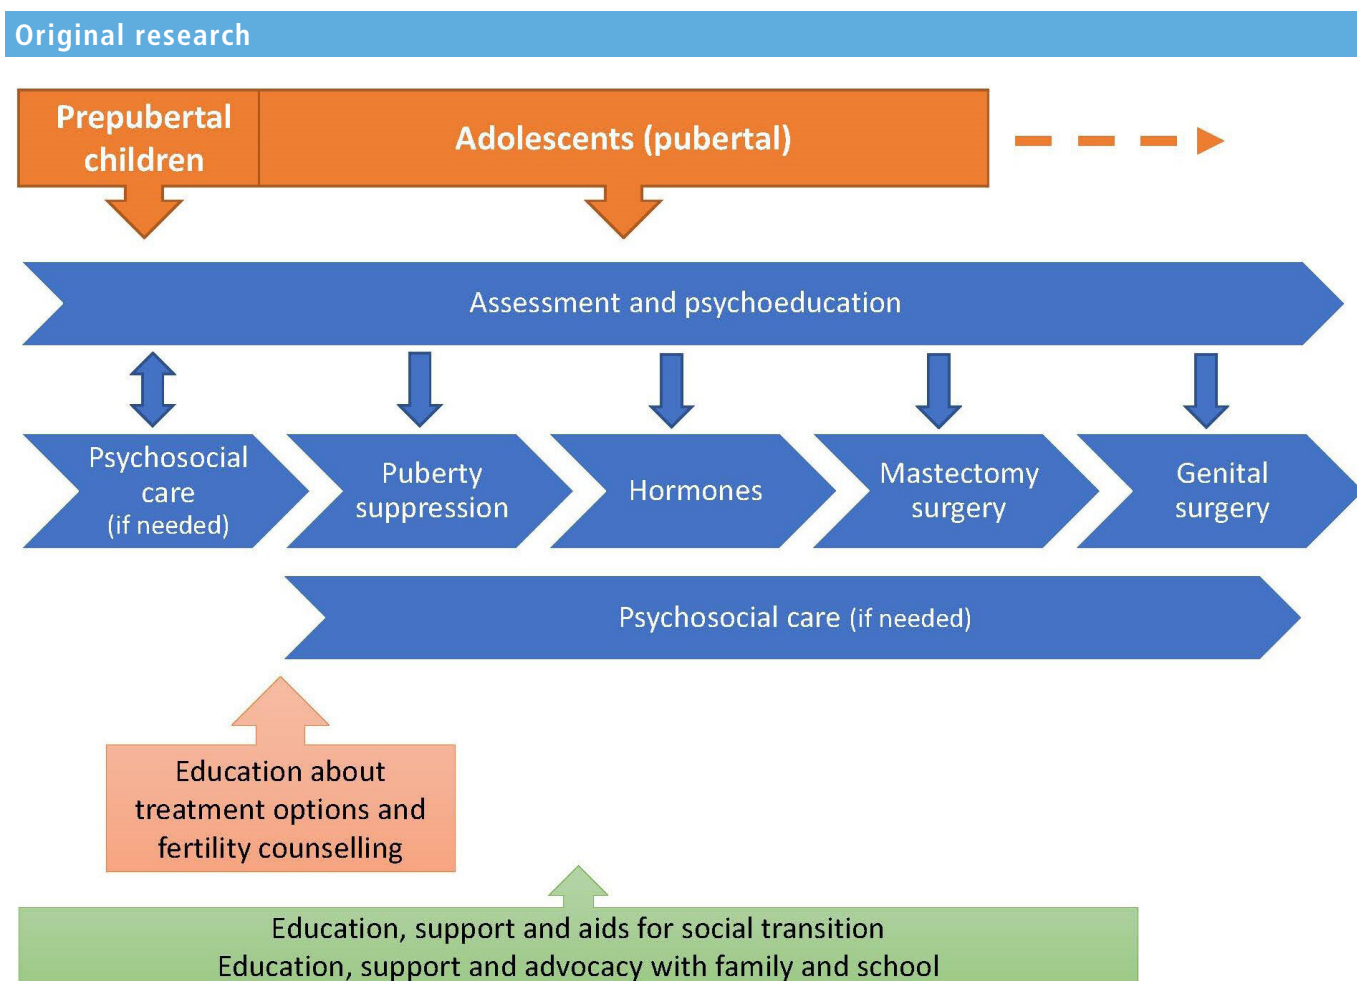 Original research
Prepubertal
children
Adolescents (pubertal)
Assessment and psychoeducation
Psychosocial
care
(if needed)
Puberty
suppression
Hormones
Mastectomy
surgery
Genital
surgery
Psychosocial care (if needed)
Education about
treatment options and
fertility counselling
Education, support and aids for social transition
Education, support and advocacy with family and school